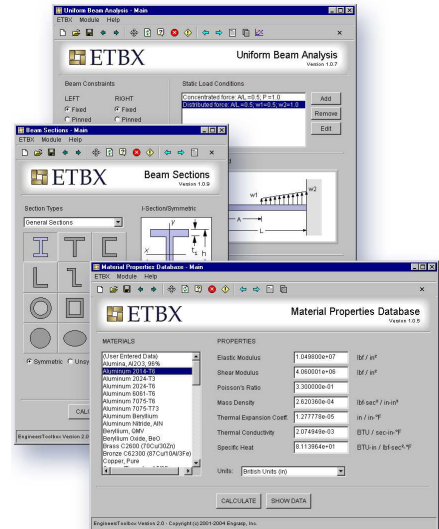 Uniform Beam Analysis - Main
ETBX Module Help
ETBX
Uniform Beam Analysis
Version 1.0.7
Beam Constraints
Static Load Conditions
LEFT
RIGHT
Fixed
Fixed
Pinned
Pinned
Concentrated force: A/L =0.5; P =1.0
Distributed force: A/L =0.5; w1=0.5; w2=1.0
Add
Remove
Edit
w1
w2
A
L
Beam Sections - Main
ETBX Module Help
ETBX
Beam Sections
Version 1.0.9
Section Types
I-Section/Symmetric
General Sections
y
x
h
Symmetric
EngineersToolbox Version 2.0
Material Properties Database - Main
ETBX Module Help
ETBX
Material Properties Database
MATERIALS
PROPERTIES
(User Entered Data)
Alumina, Al2O3, 96%
Aluminum 2014-T6
Aluminum 2024-T3
Aluminum 2024-T6
Aluminum 6061-T6
Aluminum 7075-T6
Aluminum 7075-T73
Aluminum Beryllium
Aluminum Nitride, AlN
Beryllium, QMV
Beryllium Oxide, BeO
Brass C2600 (70Cu/30Zn)
Bronze C62300 (87Cu/10Al/3Fe)
Copper, Pure
Elastic Modulus 1.049800e+07 lbf / in²
Shear Modulus 4.060001e+06 lbf / in²
Poisson's Ratio 3.300000e-01
Mass Density 2.620360e-04 lbf-sec² / in-in³
Thermal Expansion Coeff. 1.277778e-05 in / in-°F
Thermal Conductivity 2.074949e-03 BTU / sec-in-°F
Specific Heat 8.113964e+01 BTU-in / lbf-sec²-°F
Units: British Units (in)
CALCULATE
SHOW DATA
EngineersToolbox Version 2.0 - Copyright (c) 2001-2004 Engusp, Inc.